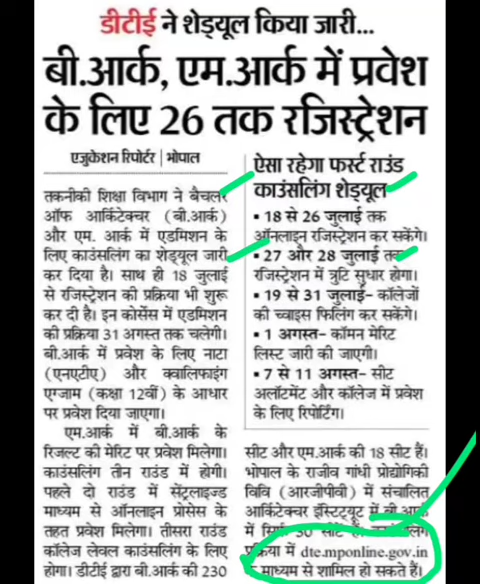 डीटीई ने शेड्यूल किया जारी...
बी.आर्क, एम.आर्क में प्रवेश
के लिए 26 तक रजिस्ट्रेशन
एजुकेशन रिपोर्टर | भोपाल
तकनीकी शिक्षा विभाग ने बैचलर
ऑफ आर्किटेक्चर (बी.आर्क)
और एम. आर्क में एडमिशन के
लिए काउंसलिंग का शेड्यूल जारी
कर दिया है। साथ ही 18 जुलाई
से रजिस्ट्रेशन की प्रक्रिया भी शुरू
कर दी है। इन कोर्सेस में एडमिशन
की प्रक्रिया 31 अगस्त तक चलेगी।
बी.आर्क में प्रवेश के लिए नाटा
(एनएटीए) और क्वालिफाइंग
एग्जाम (कक्षा 12वीं) के आधार
पर प्रवेश दिया जाएगा।
एम.आर्क में बी.आर्क के
रिजल्ट की मेरिट पर प्रवेश मिलेगा।
काउंसलिंग तीन राउंड में होगी।
पहले दो राउंड में सेंट्रलाइज्ड
माध्यम से ऑनलाइन प्रोसेस के
तहत प्रवेश मिलेगा। तीसरा राउंड
कॉलेज लेवल काउंसलिंग के लिए
होगा। डीटीई द्वारा बी.आर्क की 230
ऐसा रहेगा फर्स्ट राउंड
काउंसलिंग शेड्यूल
▪ 18 से 26 जुलाई तक
ऑनलाइन रजिस्ट्रेशन कर सकेंगे।
▪ 27 और 28 जुलाई तक
रजिस्ट्रेशन में त्रुटि सुधार होगा।
▪ 19 से 31 जुलाई- कॉलेजों
की च्वाइस फिलिंग कर सकेंगे।
▪ 1 अगस्त- कॉमन मेरिट
लिस्ट जारी की जाएगी।
▪ 7 से 11 अगस्त- सीट
अलॉटमेंट और कॉलेज में प्रवेश
के लिए रिपोर्टिंग।
सीट और एम.आर्क की 18 सीट हैं।
भोपाल के राजीव गांधी प्रोद्योगिकी
विवि (आरजीपीवी) में संचालित
आर्किटेक्चर इंस्टिट्यूट में बी.आर्क
में सिर्फ 30 सीटें हैं। काउंसलिंग
प्रक्रिया में dte.mponline.gov.in
के माध्यम से शामिल हो सकते हैं।